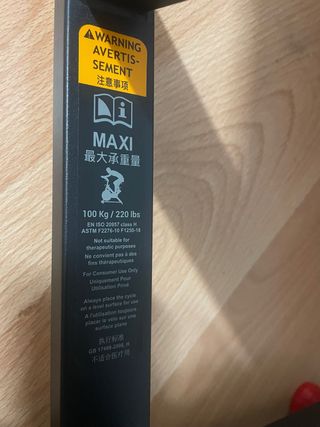 WARNING
AVERTIS-
SEMENT
注意事项
MAXI
最大承重量
100 Kg / 220 lbs
EN ISO 20957 class H
ASTM F2276-10 F1250-18
Not suitable for
therapeutic purposes
Ne convient pas à des
fins thérapeutiques
For Consumer Use Only
Uniquement Pour
Utilisation Privé
Always place the cycle
on a level surface for use
A l'utilisation toujours
placer le vélo sur une
surface plane
执行标准
GB 17498-2008, H
不适合医疗用